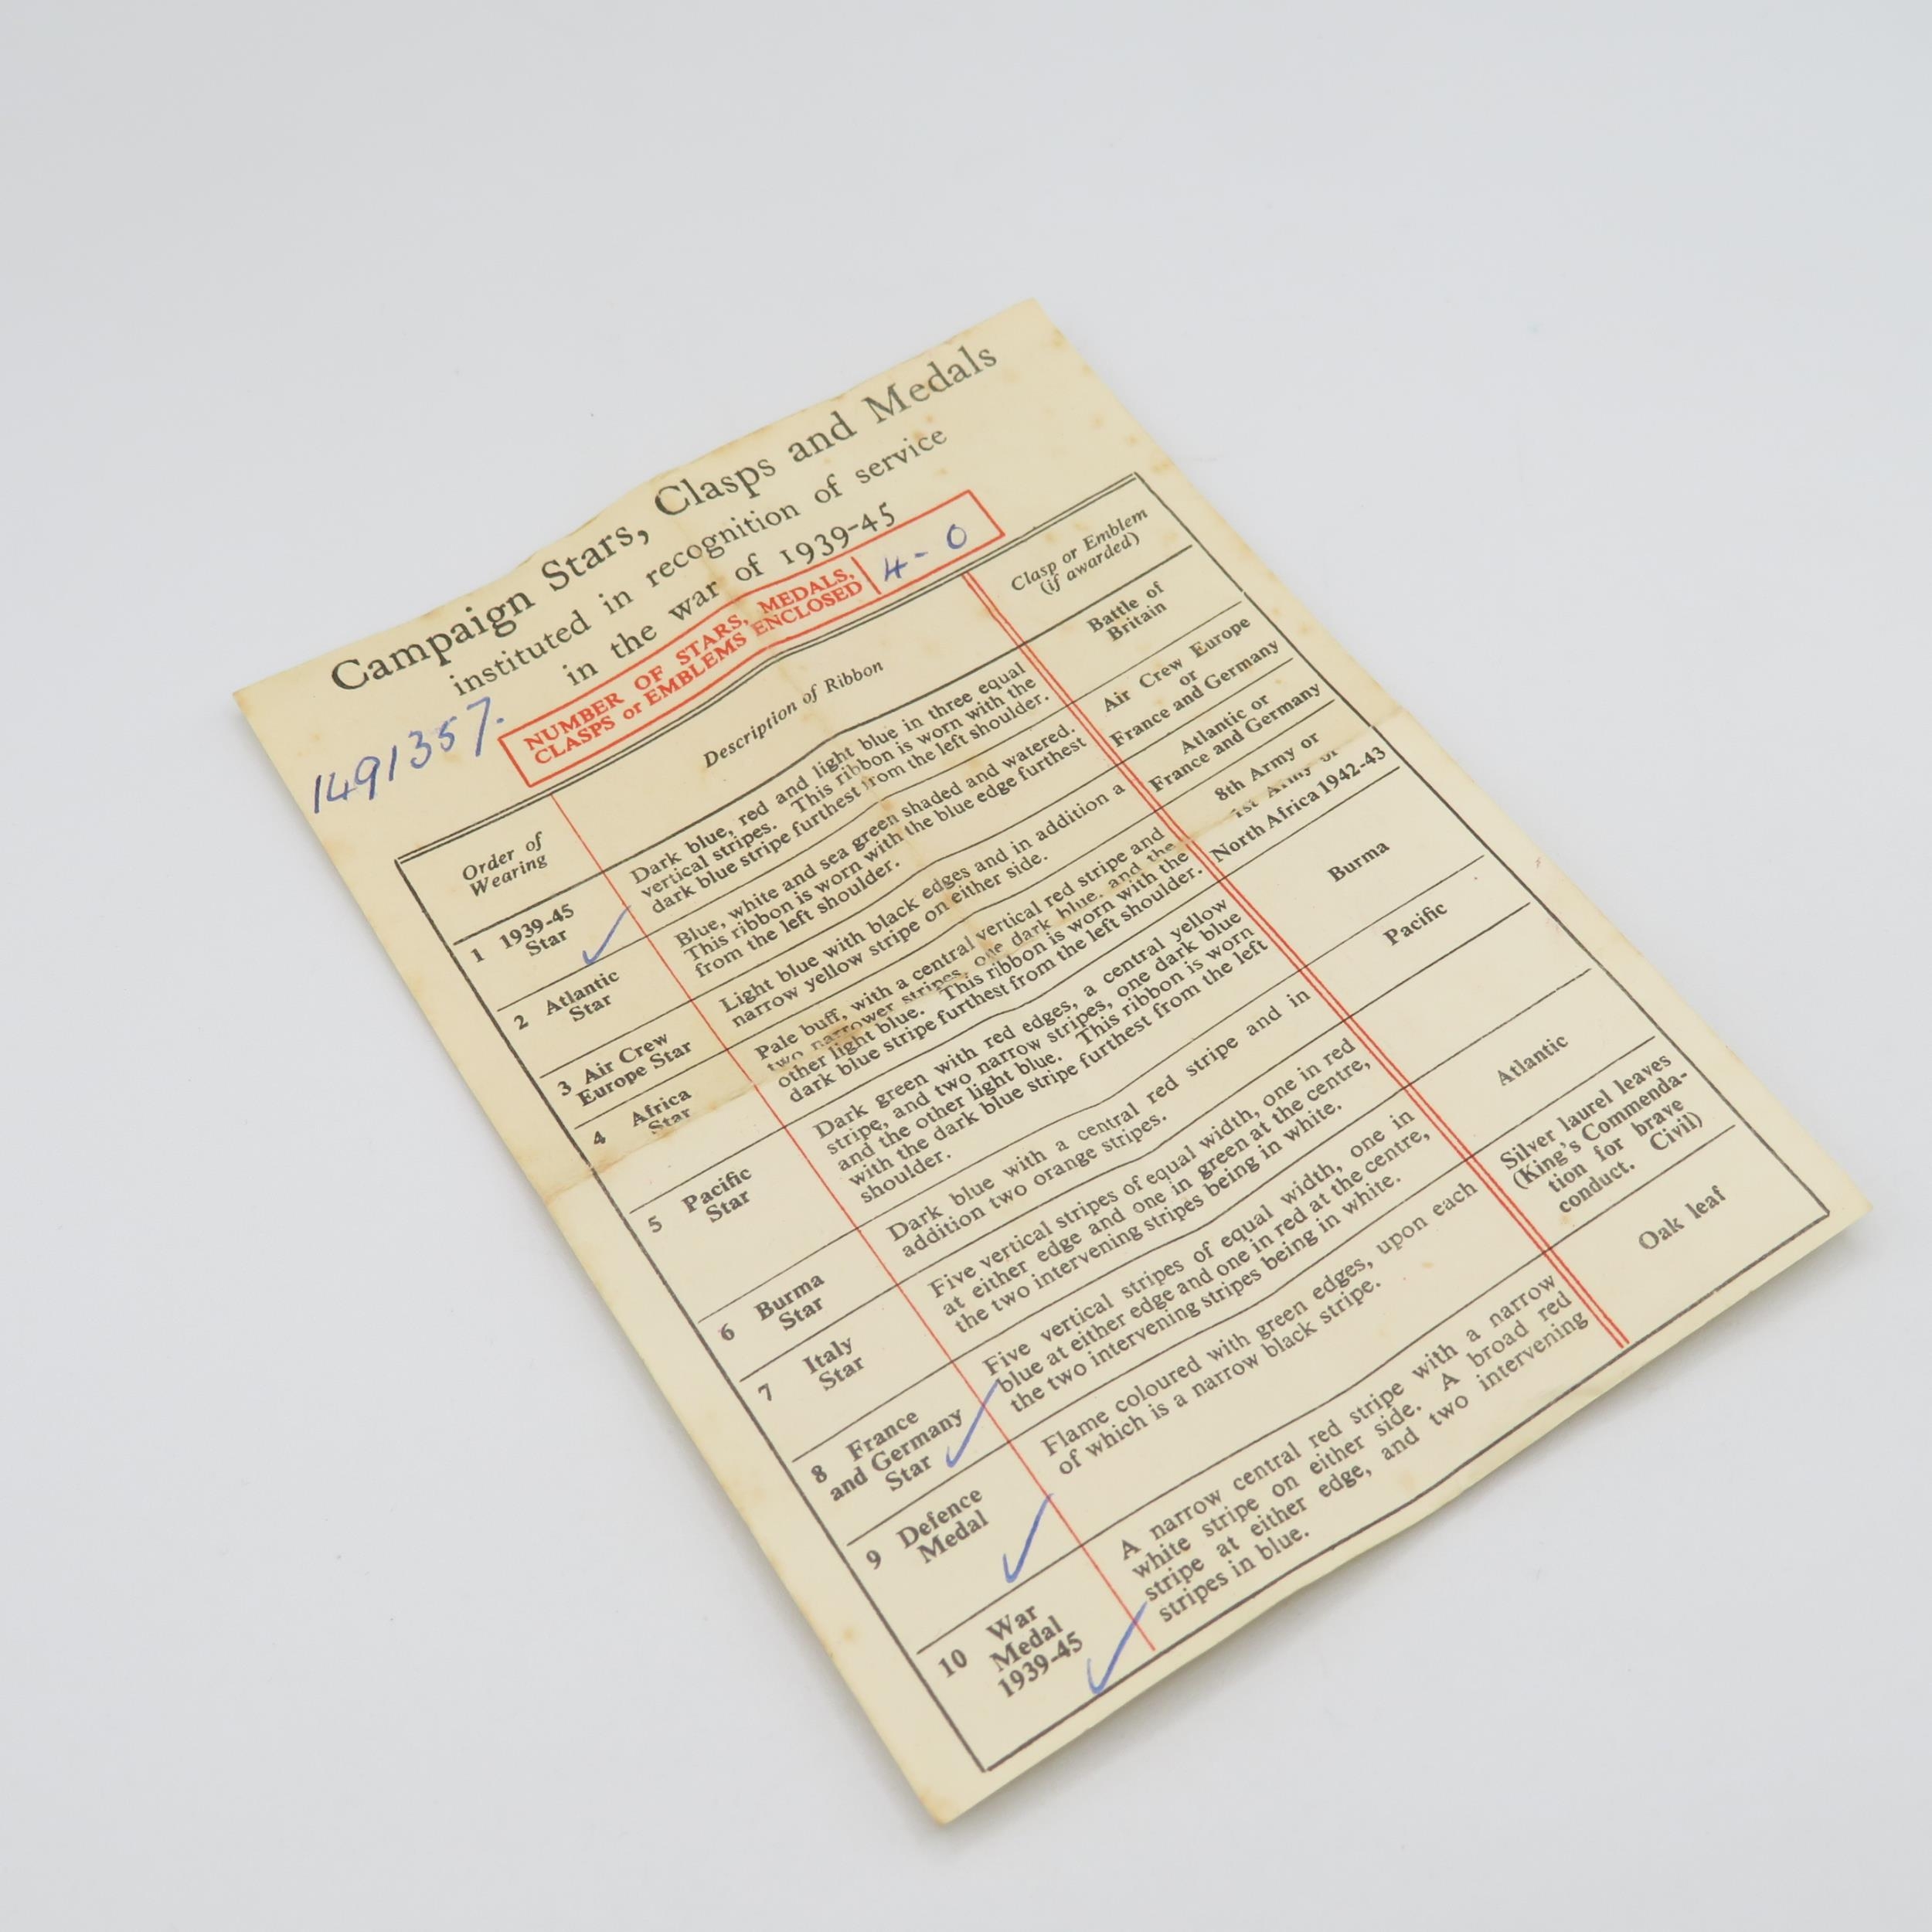 Campaign Stars, Clasps and Medals
instituted in recognition of service
in the war of 1939-45
1491357.
NUMBER OF STARS, MEDALS,
CLASPS or EMBLEMS ENCLOSED
4 - 0
Order of
Wearing
Description of Ribbon
Clasp or Emblem
(if awarded)
1 1939-45
Star
Dark blue, red and light blue in three equal
vertical stripes. This ribbon is worn with the
dark blue stripe furthest from the left shoulder.
Battle of
Britain
2 Atlantic
Star
Blue, white and sea green shaded and watered.
This ribbon is worn with the blue edge furthest
from the left shoulder.
Air Crew Europe
or
France and Germany
3 Air Crew
Europe Star
Light blue with black edges and in addition a
narrow yellow stripe on either side.
Atlantic or
France and Germany
4 Africa
Star
Pale buff, with a central vertical red stripe and
two narrower stripes, one dark blue, and the
other light blue. This ribbon is worn with the
dark blue stripe furthest from the left shoulder.
8th Army or
1st Army or
North Africa 1942-43
5 Pacific
Star
Dark green with red edges, a central yellow
stripe, and two narrow stripes, one dark blue
and the other light blue. This ribbon is worn
with the dark blue stripe furthest from the left
shoulder.
Burma
6 Burma
Star
Dark blue with a central red stripe and in
addition two orange stripes.
Pacific
7 Italy
Star
Five vertical stripes of equal width, one in red
at either edge and one in green at the centre,
the two intervening stripes being in white.
8 France
and Germany
Star
Five vertical stripes of equal width, one in
blue at either edge and one in red at the centre,
the two intervening stripes being in white.
Atlantic
9 Defence
Medal
Flame coloured with green edges, upon each
of which is a narrow black stripe.
Silver laurel leaves
(King's Commenda-
tion for brave
conduct. Civil)
10 War
Medal
1939-45
A narrow central red stripe with a narrow
white stripe on either side. A broad red
stripe at either edge, and two intervening
stripes in blue.
Oak leaf